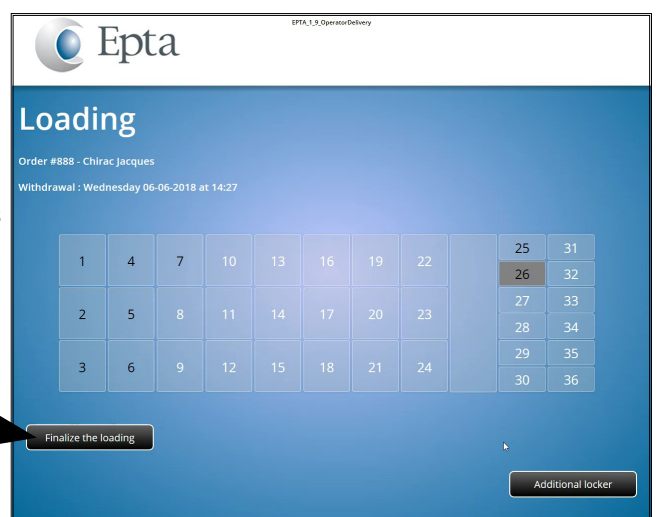 EPTA_1_9_OperatorDelivery
Epta
Loading
Order #888 - Chirac Jacques
Withdrawal : Wednesday 06-06-2018 at 14:27
1 4 7 10 13 16 19 22 25 31
26 32
2 5 8 11 14 17 20 23 27 33
28 34
3 6 9 12 15 18 21 24 29 35
30 36
Finalize the loading
Additional locker